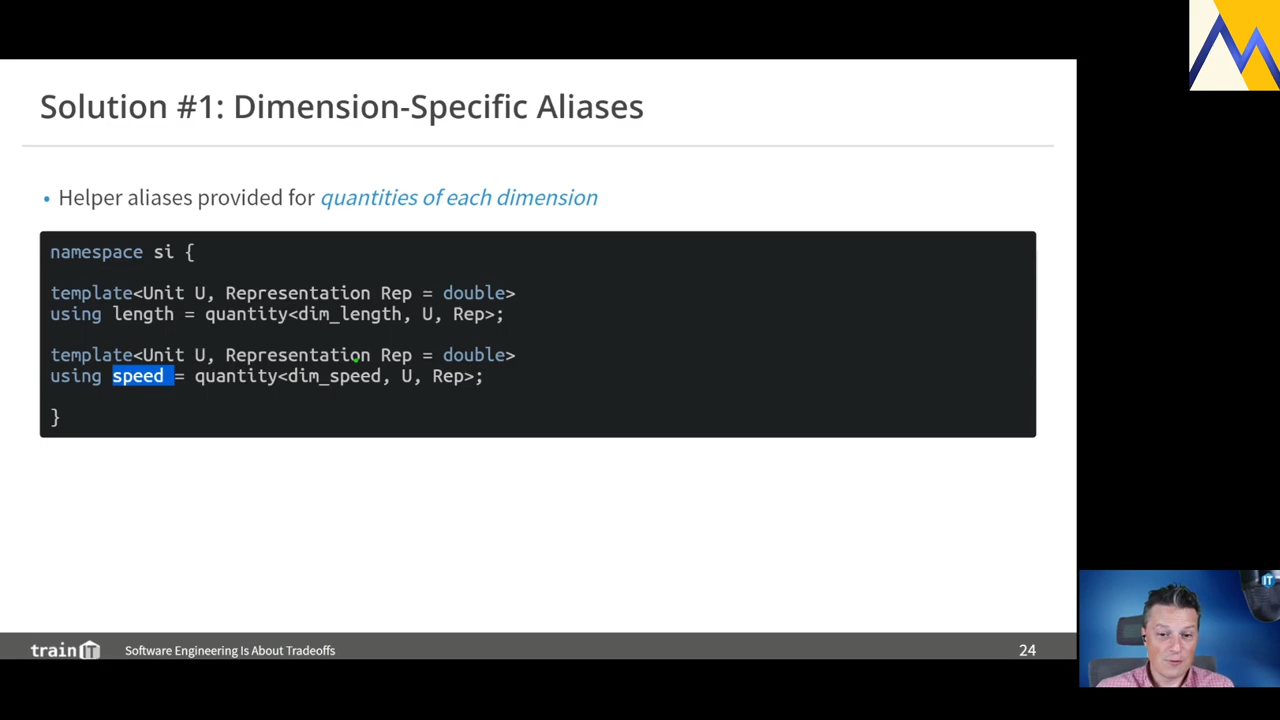 Solution #1: Dimension-Specific Aliases
• Helper aliases provided for quantities of each dimension
namespace si {
template<Unit U, Representation Rep = double>
using length = quantity<dim_length, U, Rep>;
template<Unit U, Representation Rep = double>
using speed = quantity<dim_speed, U, Rep>;
}
train IT
Software Engineering Is About Tradeoffs
24
IT